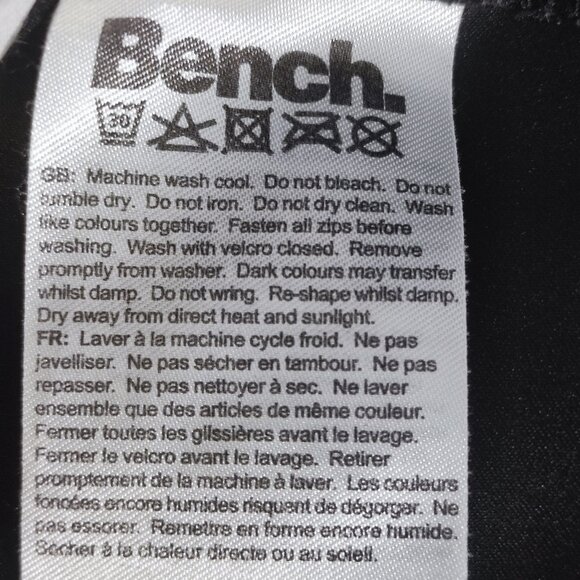 Bench.
30
GB: Machine wash cool. Do not bleach. Do not
tumble dry. Do not iron. Do not dry clean. Wash
like colours together. Fasten all zips before
washing. Wash with velcro closed. Remove
promptly from washer. Dark colours may transfer
whilst damp. Do not wring. Re-shape whilst damp.
Dry away from direct heat and sunlight.
FR: Laver à la machine cycle froid. Ne pas
javelliser. Ne pas sécher en tambour. Ne pas
repasser. Ne pas nettoyer à sec. Ne laver
ensemble que des articles de même couleur.
Fermer toutes les glissières avant le lavage.
Fermer le velcro avant le lavage. Retirer
promptement de la machine à laver. Les couleurs
foncées encore humides risquent de dégorger. Ne
pas essorer. Remettre en forme encore humide.
Sécher à la chaleur directe ou au soleil.